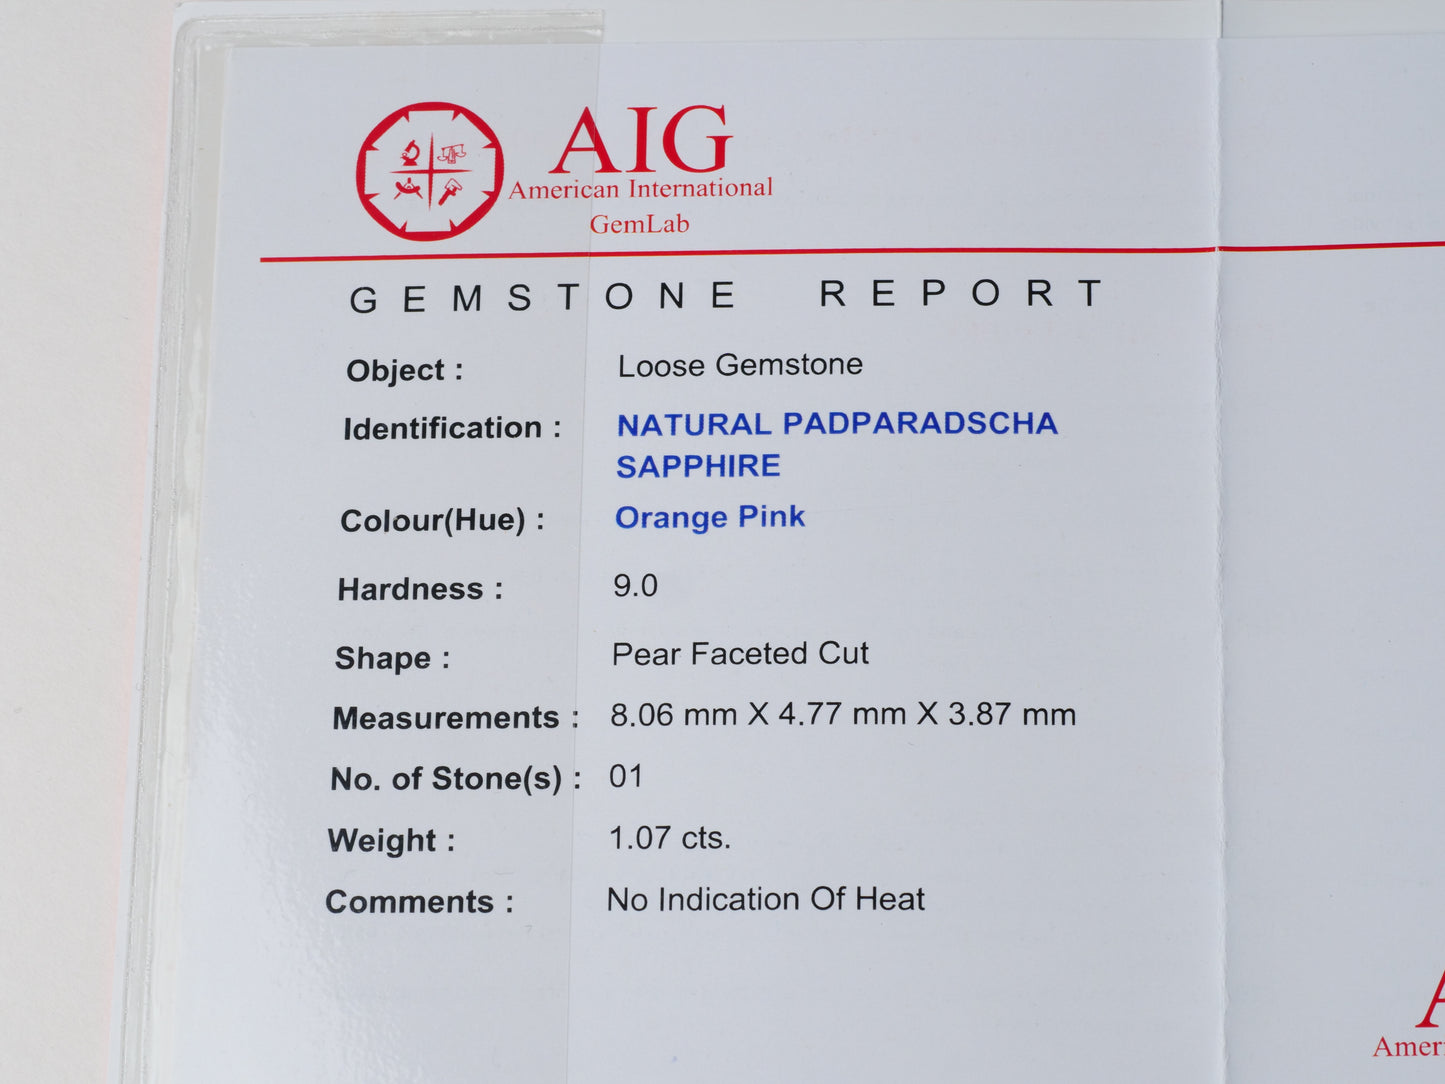 AIG
American International
GemLab
GEMSTONE REPORT
Object : Loose Gemstone
Identification : NATURAL PADPARADSCHA
SAPPHIRE
Colour(Hue) : Orange Pink
Hardness : 9.0
Shape : Pear Faceted Cut
Measurements : 8.06 mm X 4.77 mm X 3.87 mm
No. of Stone(s) : 01
Weight : 1.07 cts.
Comments : No Indication Of Heat